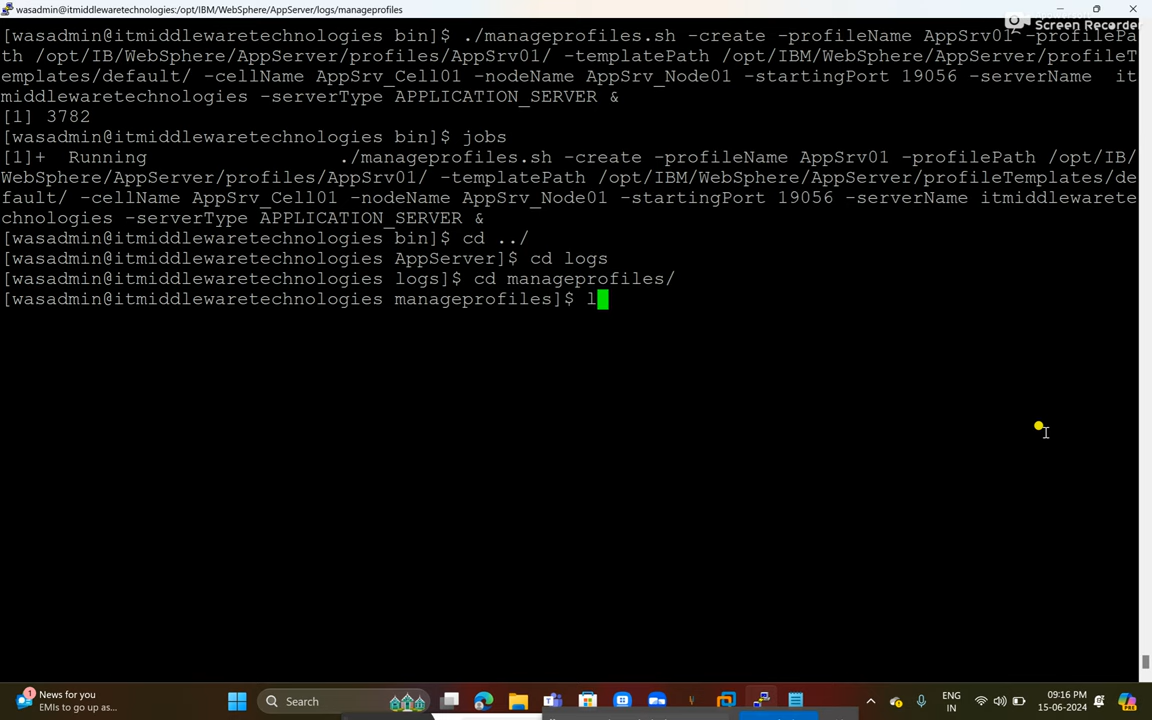 wasadmin@itmiddlewaretechnologies:/opt/IBM/WebSphere/AppServer/logs/manageprofiles
Screen Recorder
[wasadmin@itmiddlewaretechnologies bin]$ ./manageprofiles.sh -create -profileName AppSrv01 -profilePa
th /opt/IB/WebSphere/AppServer/profiles/AppSrv01/ -templatePath /opt/IBM/WebSphere/AppServer/profileT
emplates/default/ -cellName AppSrv_Cell01 -nodeName AppSrv_Node01 -startingPort 19056 -serverName  it
middlewaretechnologies -serverType APPLICATION_SERVER &
[1] 3782
[wasadmin@itmiddlewaretechnologies bin]$ jobs
[1]+  Running                 ./manageprofiles.sh -create -profileName AppSrv01 -profilePath /opt/IB/
WebSphere/AppServer/profiles/AppSrv01/ -templatePath /opt/IBM/WebSphere/AppServer/profileTemplates/de
fault/ -cellName AppSrv_Cell01 -nodeName AppSrv_Node01 -startingPort 19056 -serverName itmiddlewarete
chnologies -serverType APPLICATION_SERVER &
[wasadmin@itmiddlewaretechnologies bin]$ cd ../
[wasadmin@itmiddlewaretechnologies AppServer]$ cd logs
[wasadmin@itmiddlewaretechnologies logs]$ cd manageprofiles/
[wasadmin@itmiddlewaretechnologies manageprofiles]$ l
1
News for you
EMIs to go up as...
Search
ENG
IN
09:16 PM
15-06-2024
PRE